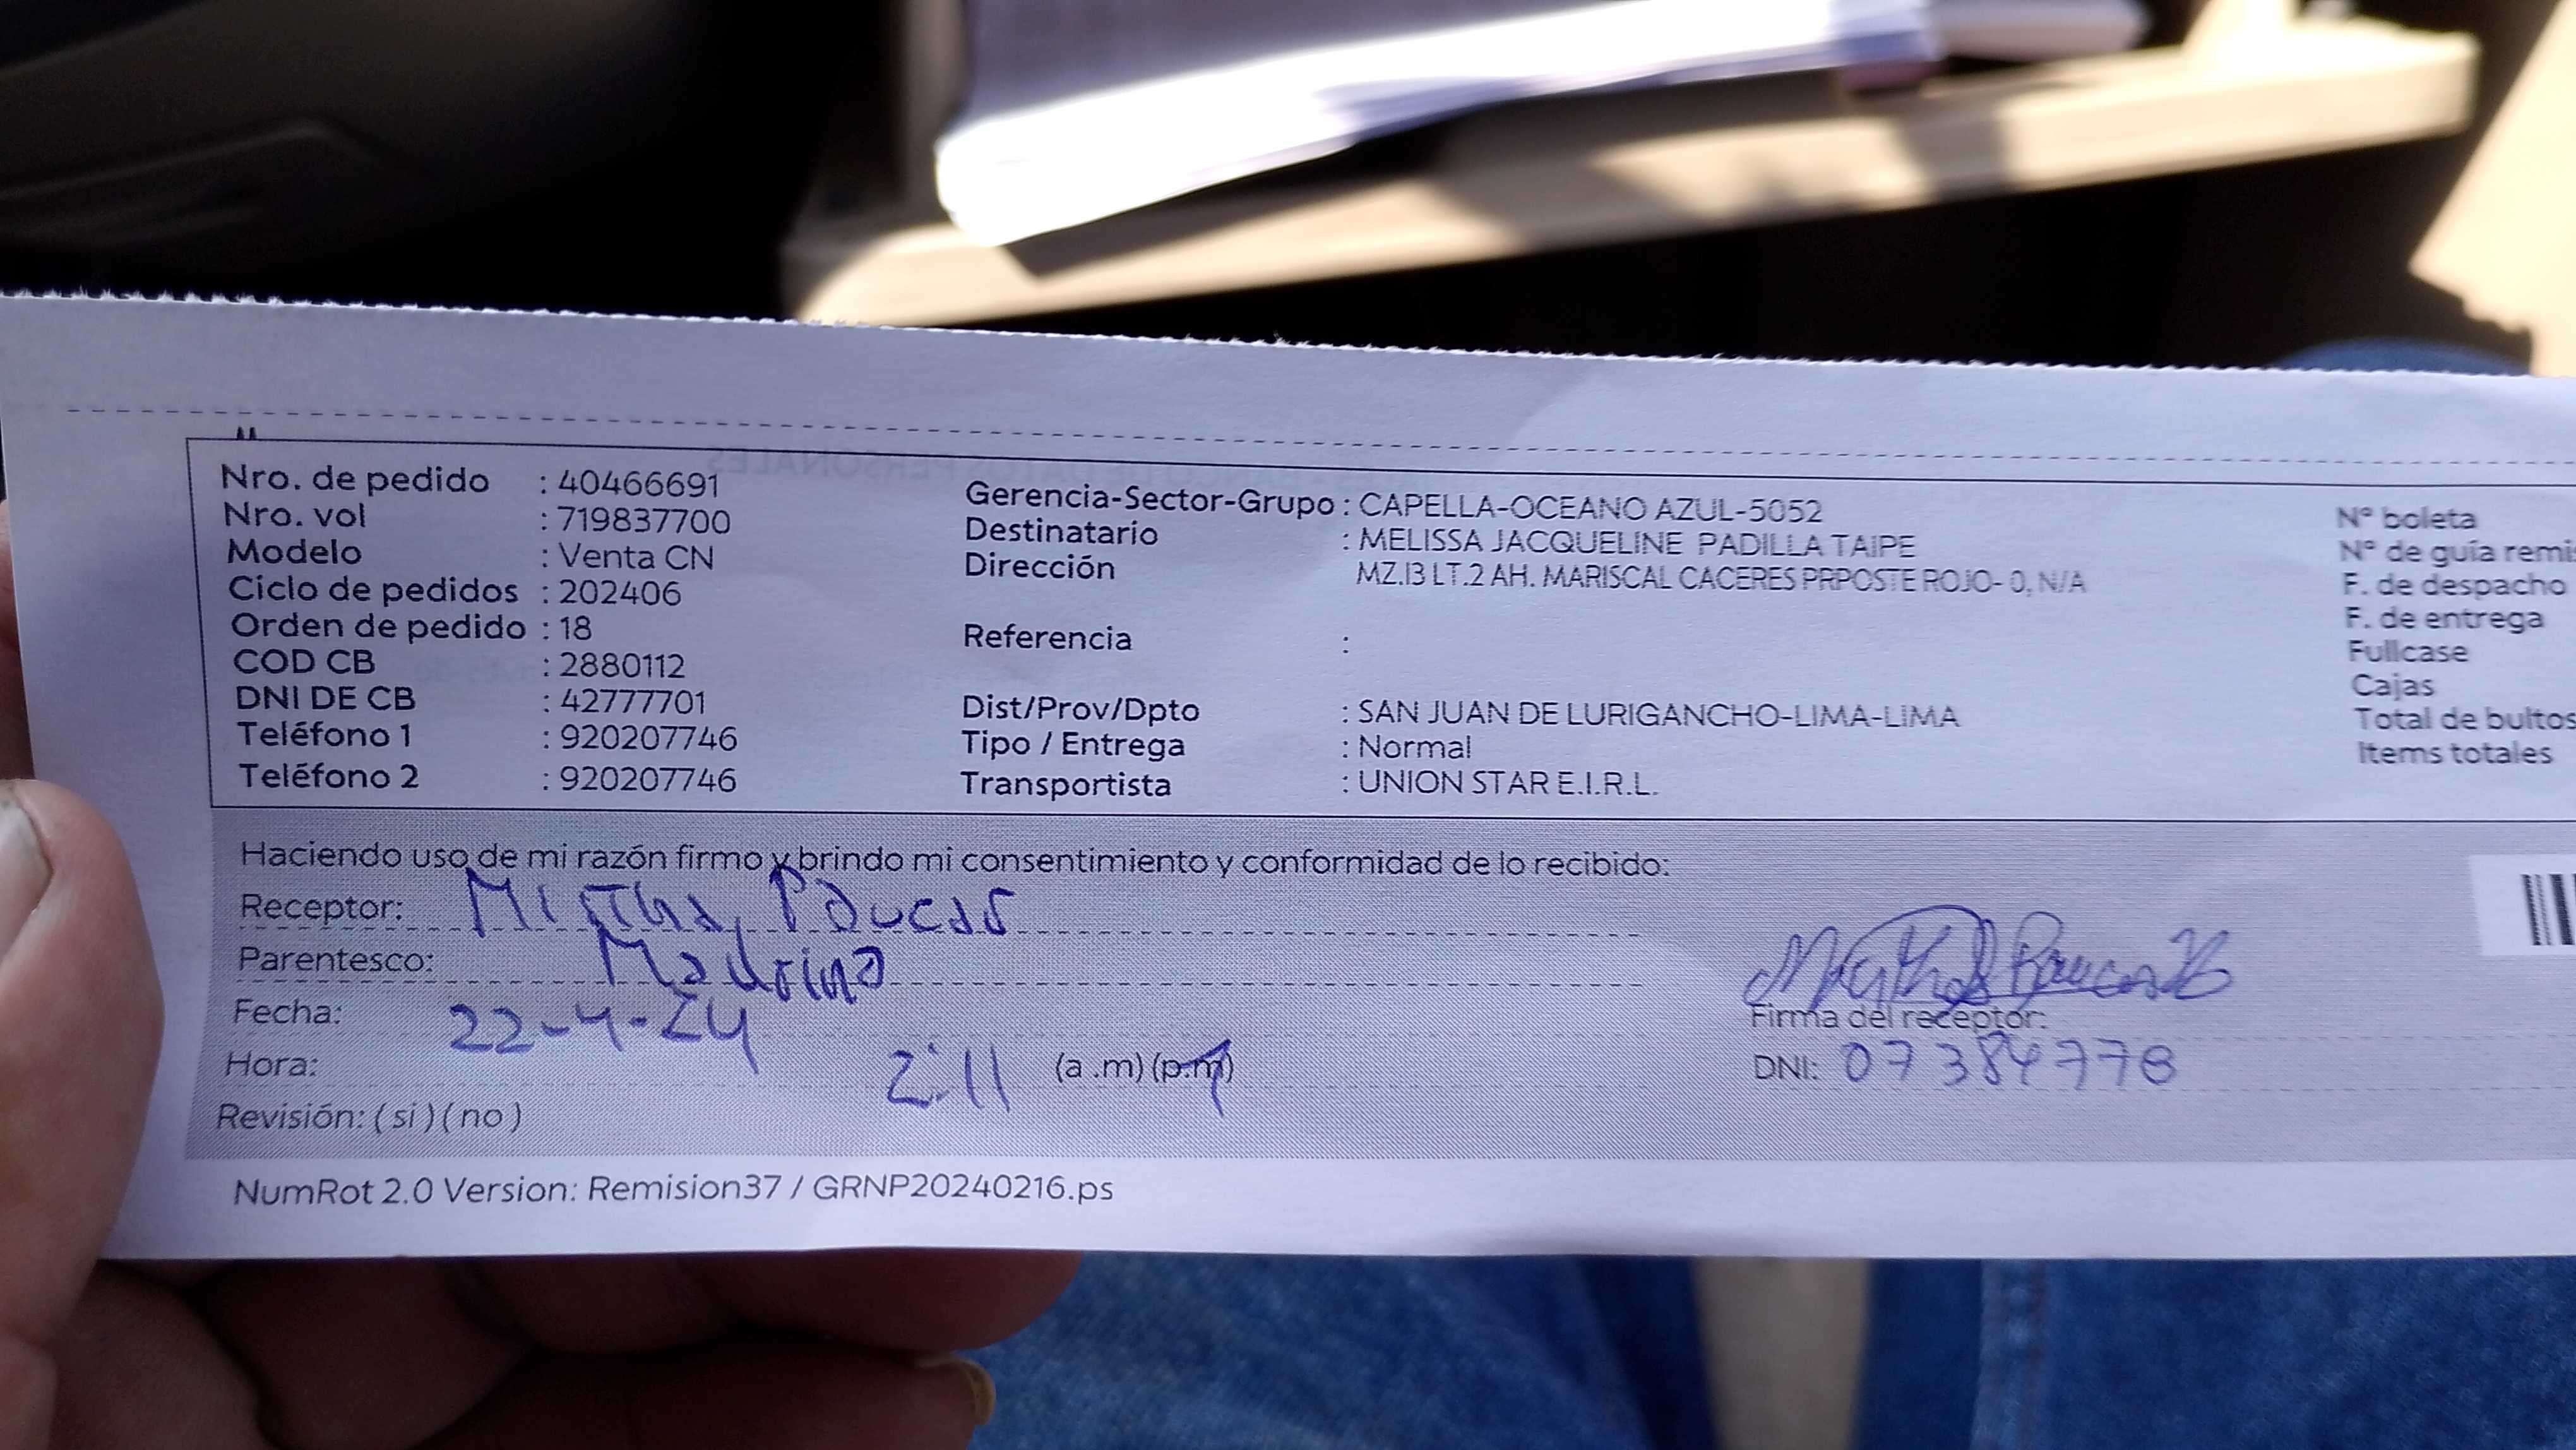 Nro. de pedido : 40466691
Nro. vol : 719837700
Modelo : Venta CN
Ciclo de pedidos : 202406
Orden de pedido : 18
COD CB : 2880112
DNI DE CB : 42777701
Teléfono 1 : 920207746
Teléfono 2 : 920207746
Gerencia-Sector-Grupo : CAPELLA-OCEANO AZUL-5052
Destinatario : MELISSA JACQUELINE PADILLA TAIPE
Dirección MZ.I3 LT.2 AH. MARISCAL CACERES PRPOSTE ROJO- 0, N/A
Referencia :
Dist/Prov/Dpto : SAN JUAN DE LURIGANCHO-LIMA-LIMA
Tipo / Entrega : Normal
Transportista : UNION STAR E.I.R.L.
N° boleta
N° de guía remis
F. de despacho
F. de entrega
Fullcase
Cajas
Total de bultos
Items totales
Haciendo uso de mi razón firmo y brindo mi consentimiento y conformidad de lo recibido:
Receptor: Paucar
Parentesco: Madrina
Fecha: 22-4-24
Hora: 2:11 (a .m) (p.m)
Revisión: ( si ) ( no )
Firma del receptor:
DNI: 07384778
NumRot 2.0 Version: Remision37 / GRNP20240216.ps